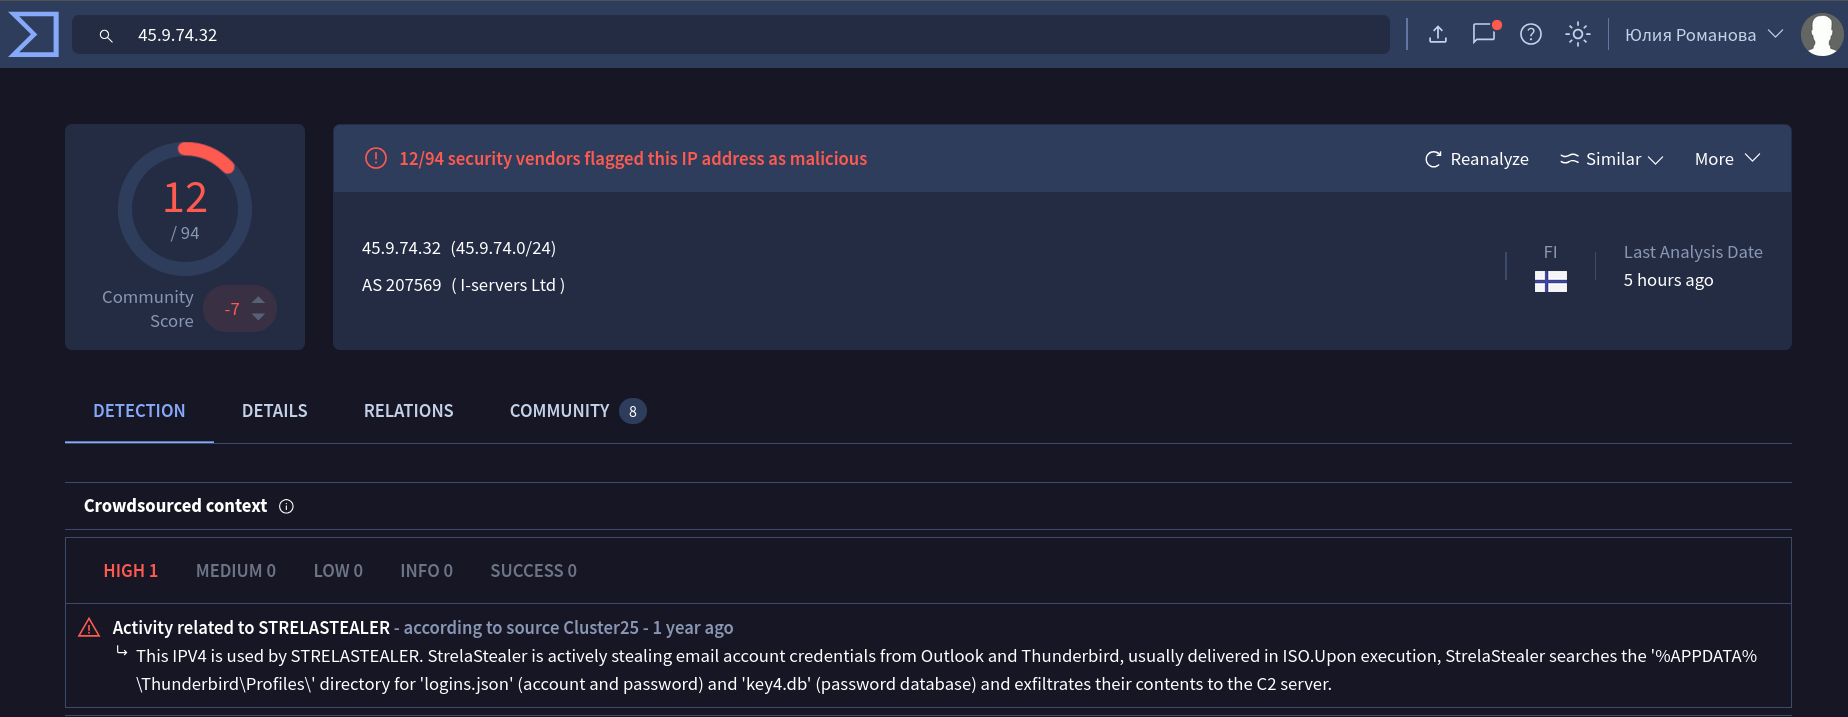 45.9.74.32
Юлия Романова
12
/ 94
Community
Score
-7
12/94 security vendors flagged this IP address as malicious
Reanalyze
Similar
More
45.9.74.32 (45.9.74.0/24)
AS 207569 ( I-servers Ltd )
FI
Last Analysis Date
5 hours ago
DETECTION
DETAILS
RELATIONS
COMMUNITY 8
Crowdsourced context
HIGH 1
MEDIUM 0
LOW 0
INFO 0
SUCCESS 0
Activity related to STRELASTEALER - according to source Cluster25 - 1 year ago
This IPV4 is used by STRELASTEALER. StrelaStealer is actively stealing email account credentials from Outlook and Thunderbird, usually delivered in ISO.Upon execution, StrelaStealer searches the '%APPDATA%
\Thunderbird\Profiles\' directory for 'logins.json' (account and password) and 'key4.db' (password database) and exfiltrates their contents to the C2 server.